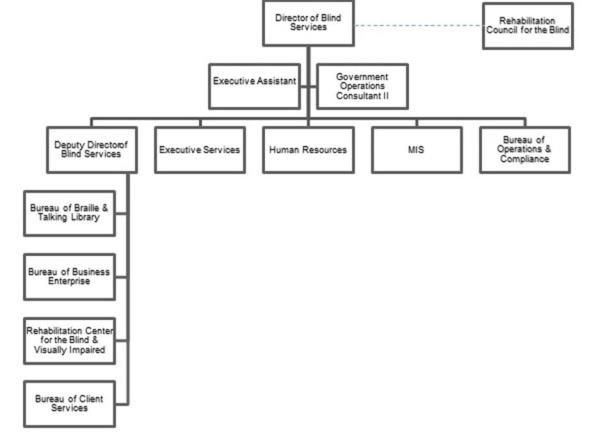 Director of Blind
Services
Rehabilitation
Council for the Blind
Executive Assistant
Government
Operations
Consultant II
Deputy Directorof
Blind Services
Executive Services
Human Resources
MIS
Bureau of
Operations &
Compliance
Bureau of Braille &
Talking Library
Bureau of Business
Enterprise
Rehabilitation Center
for the Blind &
Visually Impaired
Bureau of Client
Services